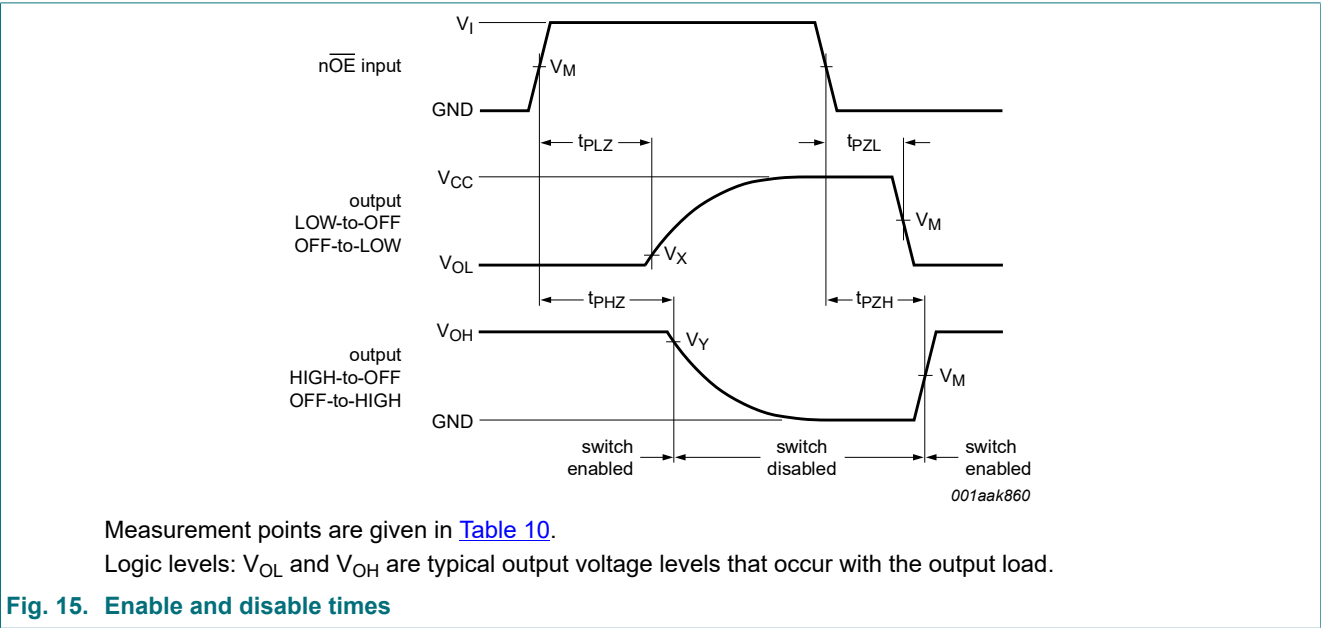 V_I
nO̅E̅ input
V_M
GND
t_PLZ
t_PZL
V_CC
output
LOW-to-OFF
OFF-to-LOW
V_M
V_X
V_OL
t_PHZ
t_PZH
V_OH
V_Y
output
HIGH-to-OFF
OFF-to-HIGH
V_M
GND
switch
enabled
switch
disabled
switch
enabled
001aak860
Measurement points are given in Table 10.
Logic levels: V_OL and V_OH are typical output voltage levels that occur with the output load.
Fig. 15. Enable and disable times